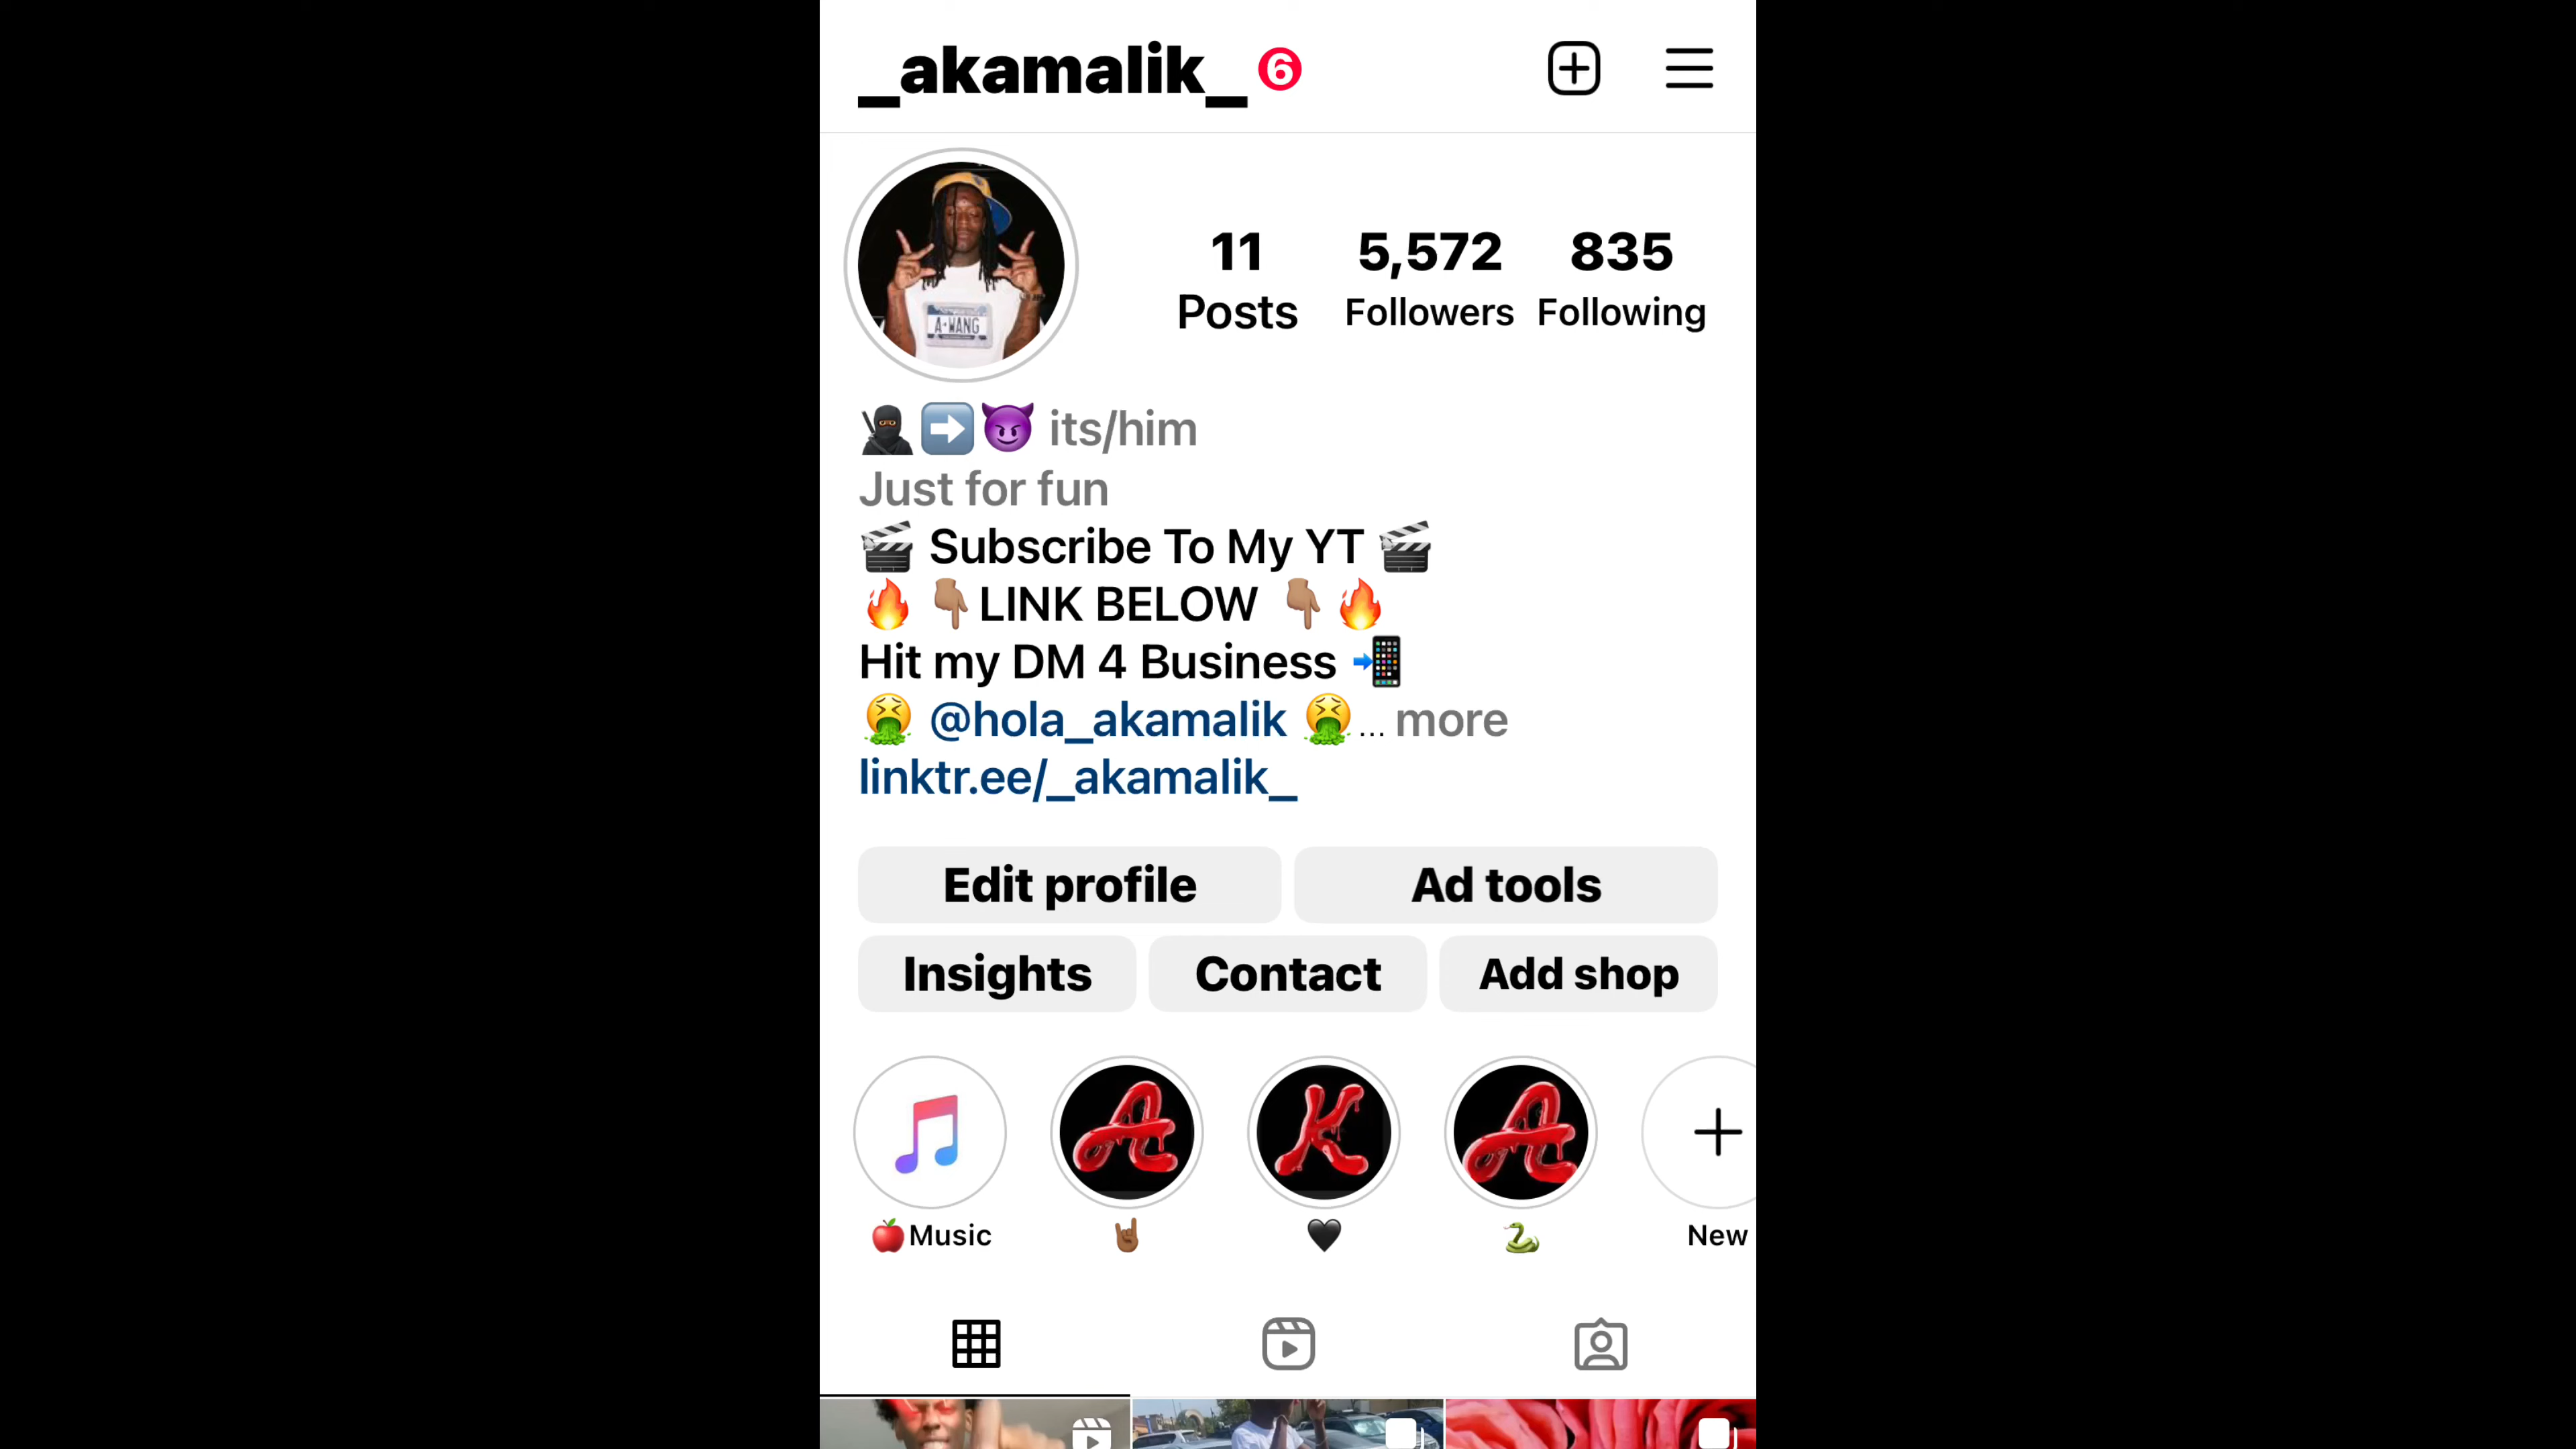 _akamalik_ 6
A·WANG
11 5,572 835
Posts Followers Following
🥷🏿➡️😈 its/him
Just for fun
🎬 Subscribe To My YT 🎬
🔥 👇🏽LINK BELOW 👇🏽🔥
Hit my DM 4 Business 📲
🤮 @hola_akamalik 🤮... more
linktr.ee/_akamalik_
Edit profile Ad tools
Insights Contact Add shop
A K A
🍎Music 🤘🏾 🖤 🐍 New